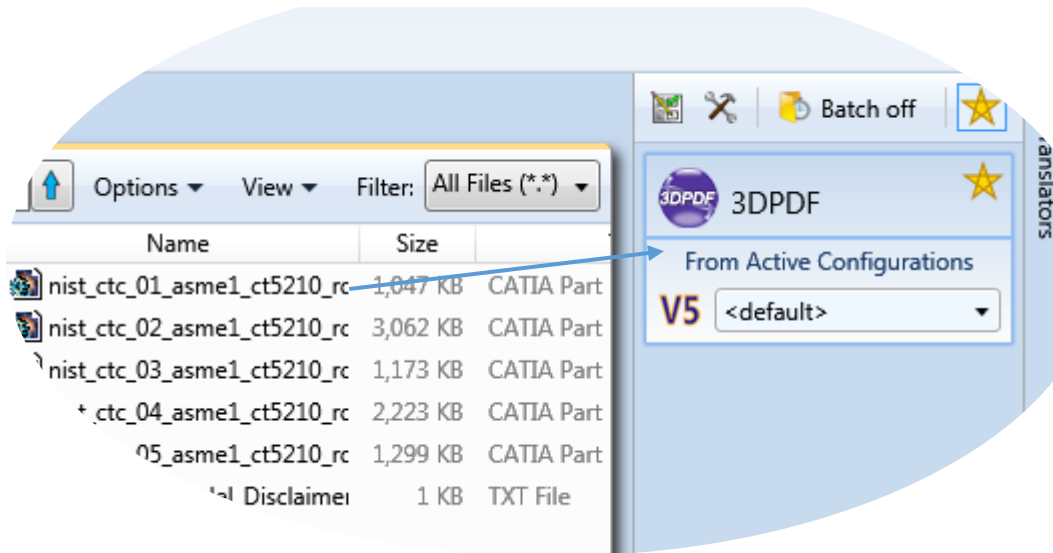 Batch off
Options View Filter: All Files (*.*)
Name Size
nist_ctc_01_asme1_ct5210_rc 1,047 KB CATIA Part
nist_ctc_02_asme1_ct5210_rc 3,062 KB CATIA Part
nist_ctc_03_asme1_ct5210_rc 1,173 KB CATIA Part
ctc_04_asme1_ct5210_rc 2,223 KB CATIA Part
05_asme1_ct5210_rc 1,299 KB CATIA Part
Disclaimer 1 KB TXT File
3DPDF 3DPDF
From Active Configurations
V5 <default>
ranslators